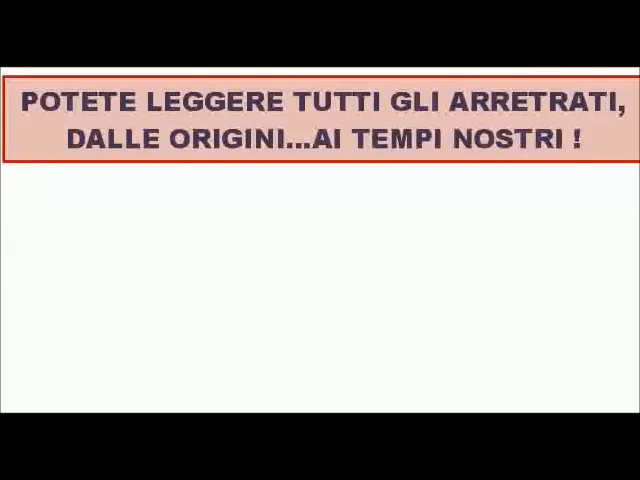 POTETE LEGGERE TUTTI GLI ARRETRATI,
DALLE ORIGINI...AI TEMPI NOSTRI !